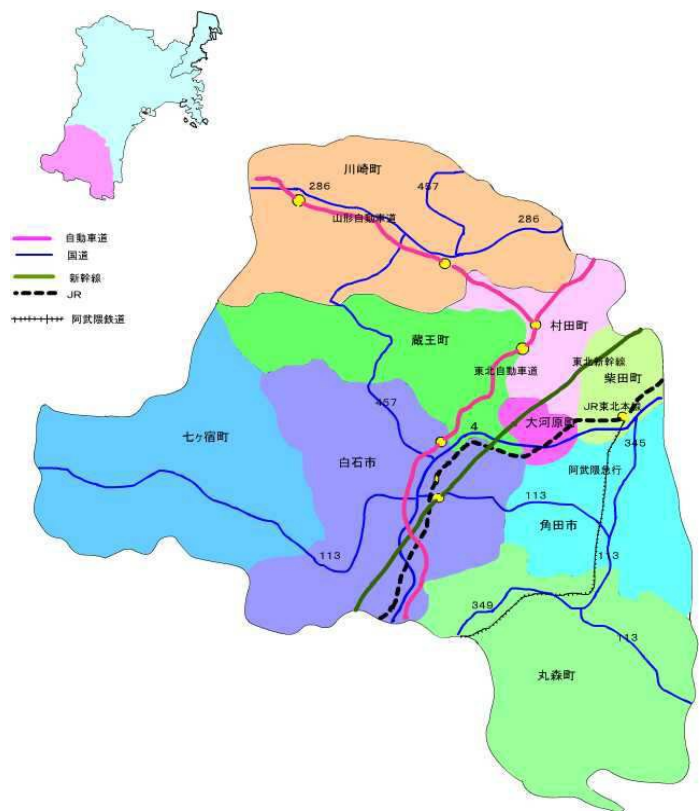 川崎町
286
457
山形自動車道
286
自動車道
国道
新幹線
JR
阿武隈鉄道
村田町
蔵王町
東北新幹線
東北自動車道
柴田町
457
JR東北本線
大河原町
4
七ヶ宿町
白石市
345
阿武隈急行
113
角田市
113
113
349
113
丸森町